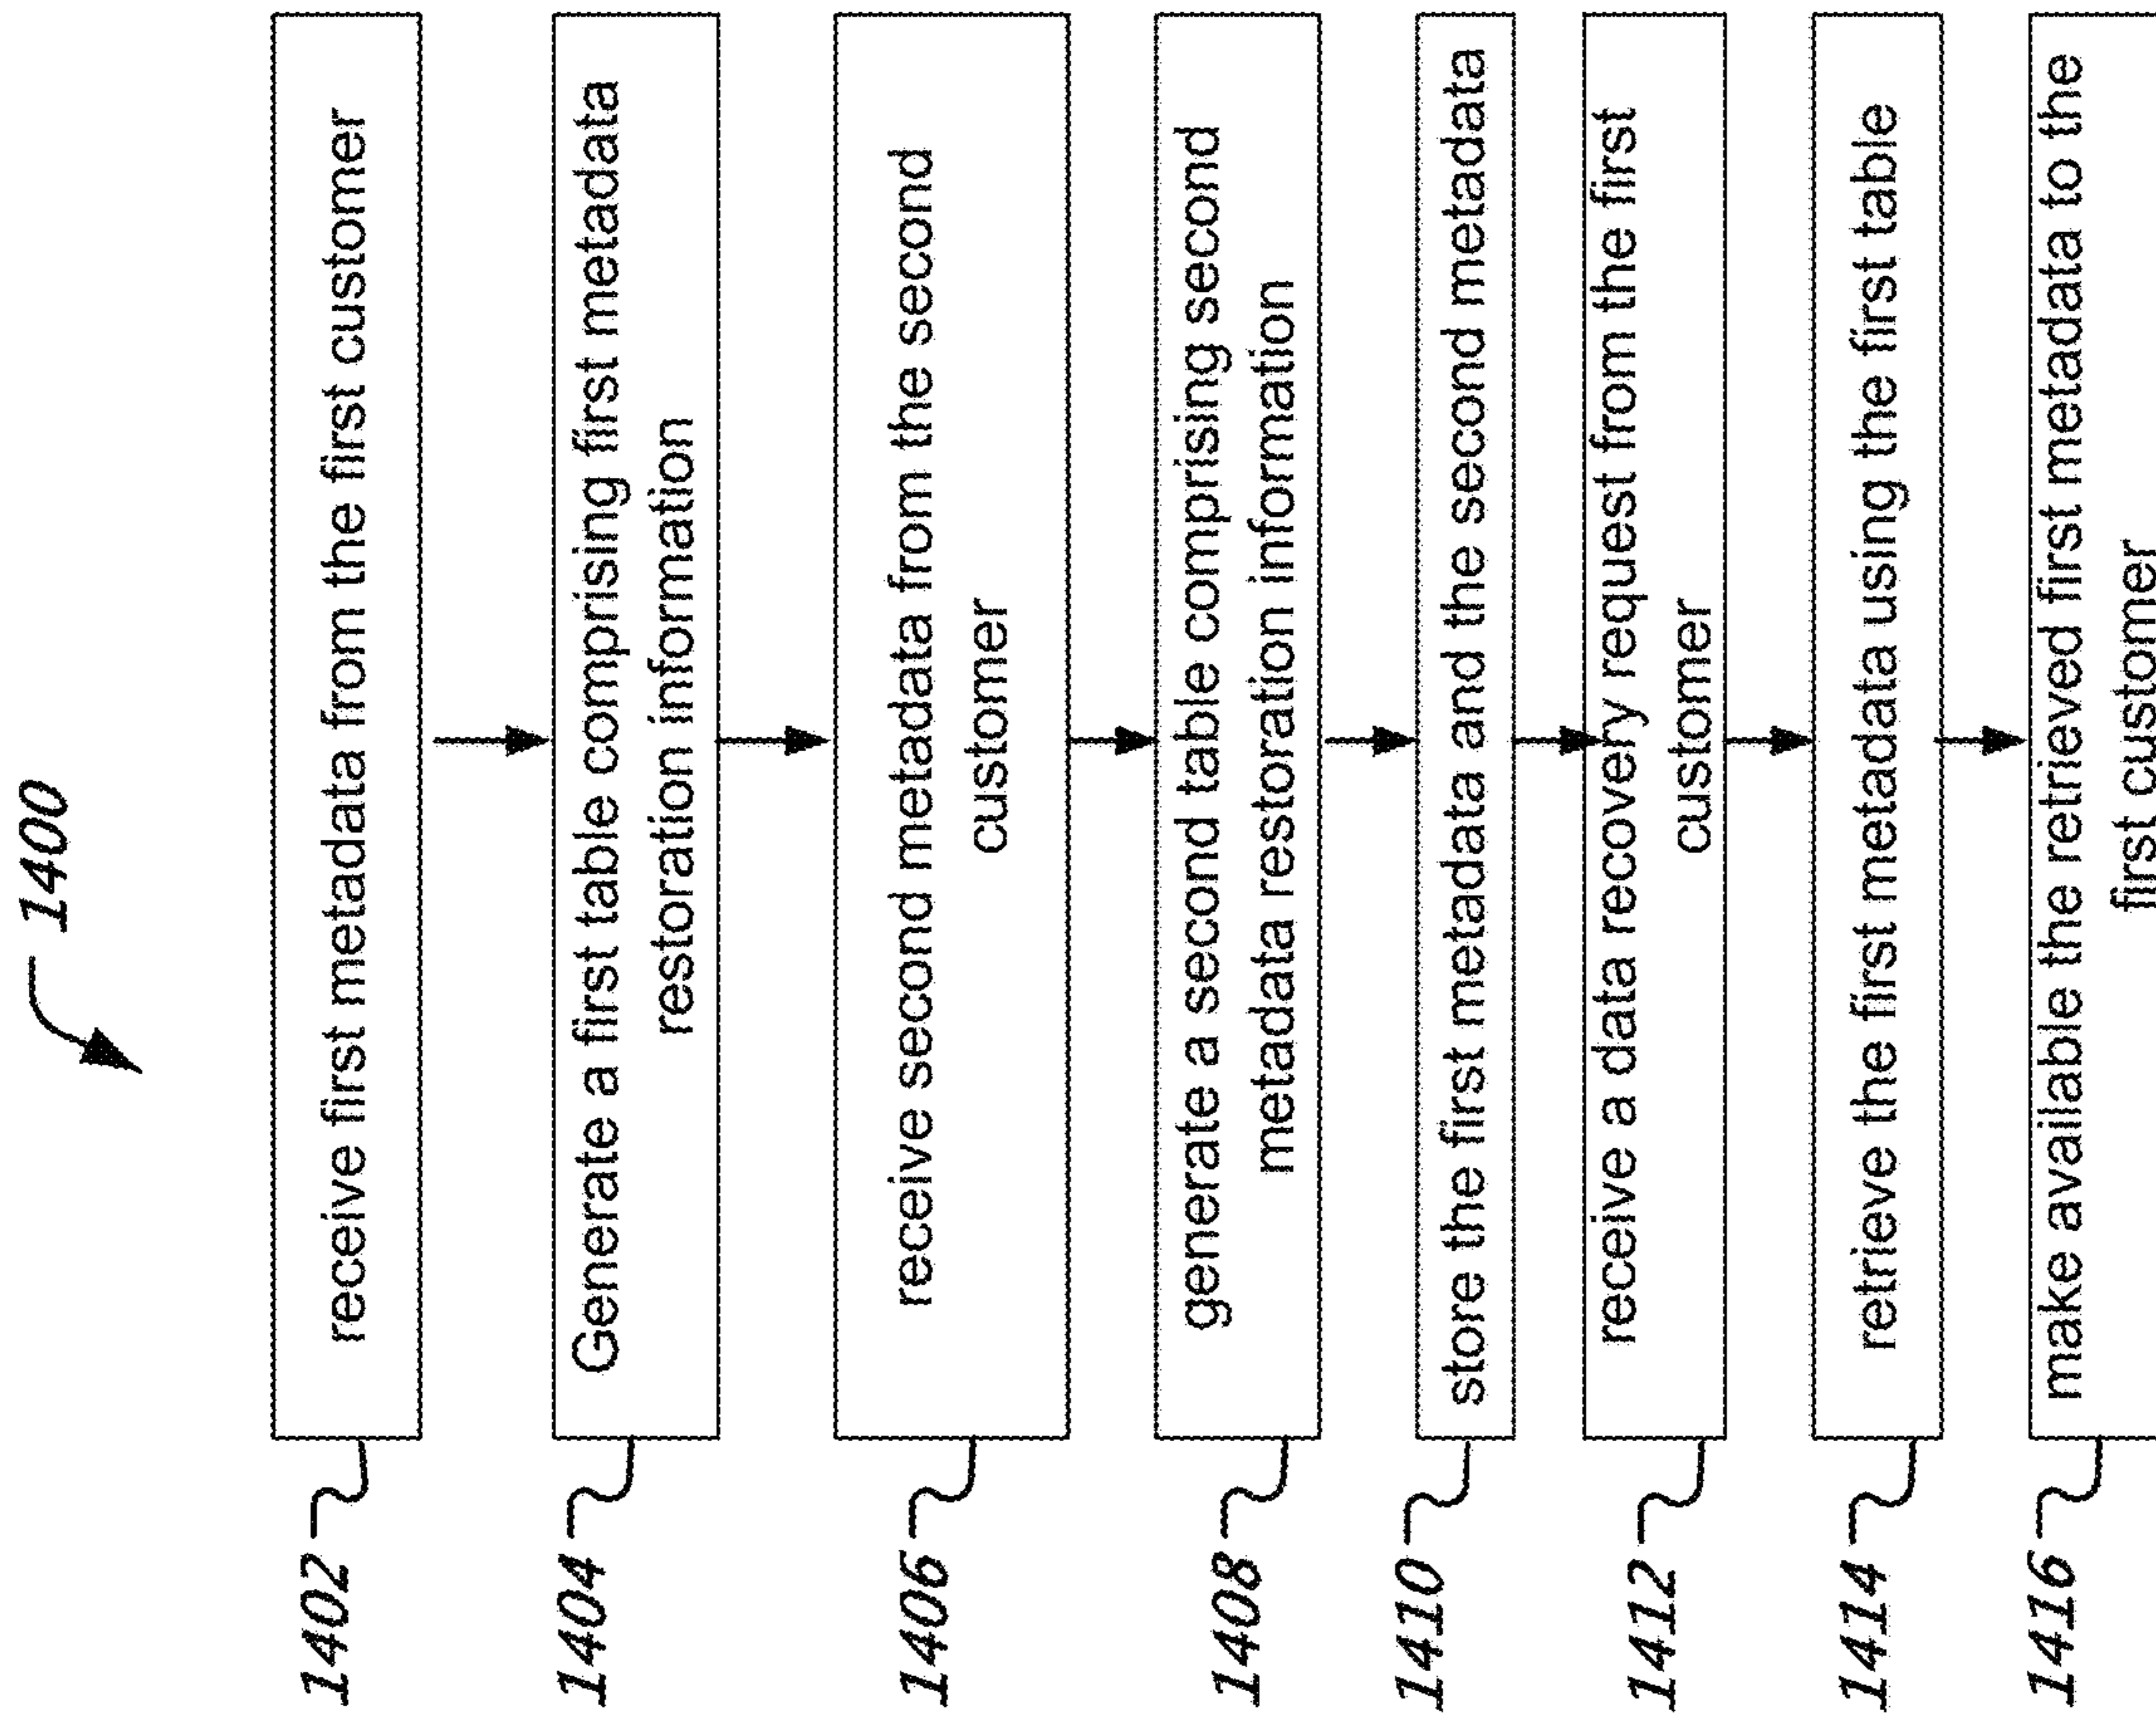 1400
1402
receive first metadata from the first customer
1404
Generate a first table comprising first metadata
restoration information
1406
receive second metadata from the second
customer
1408
generate a second table comprising second
metadata restoration information
1410
store the first metadata and the second metadata
1412
receive a data recovery request from the first
customer
1414
retrieve the first metadata using the first table
1416
make available the retrieved first metadata to the
first customer